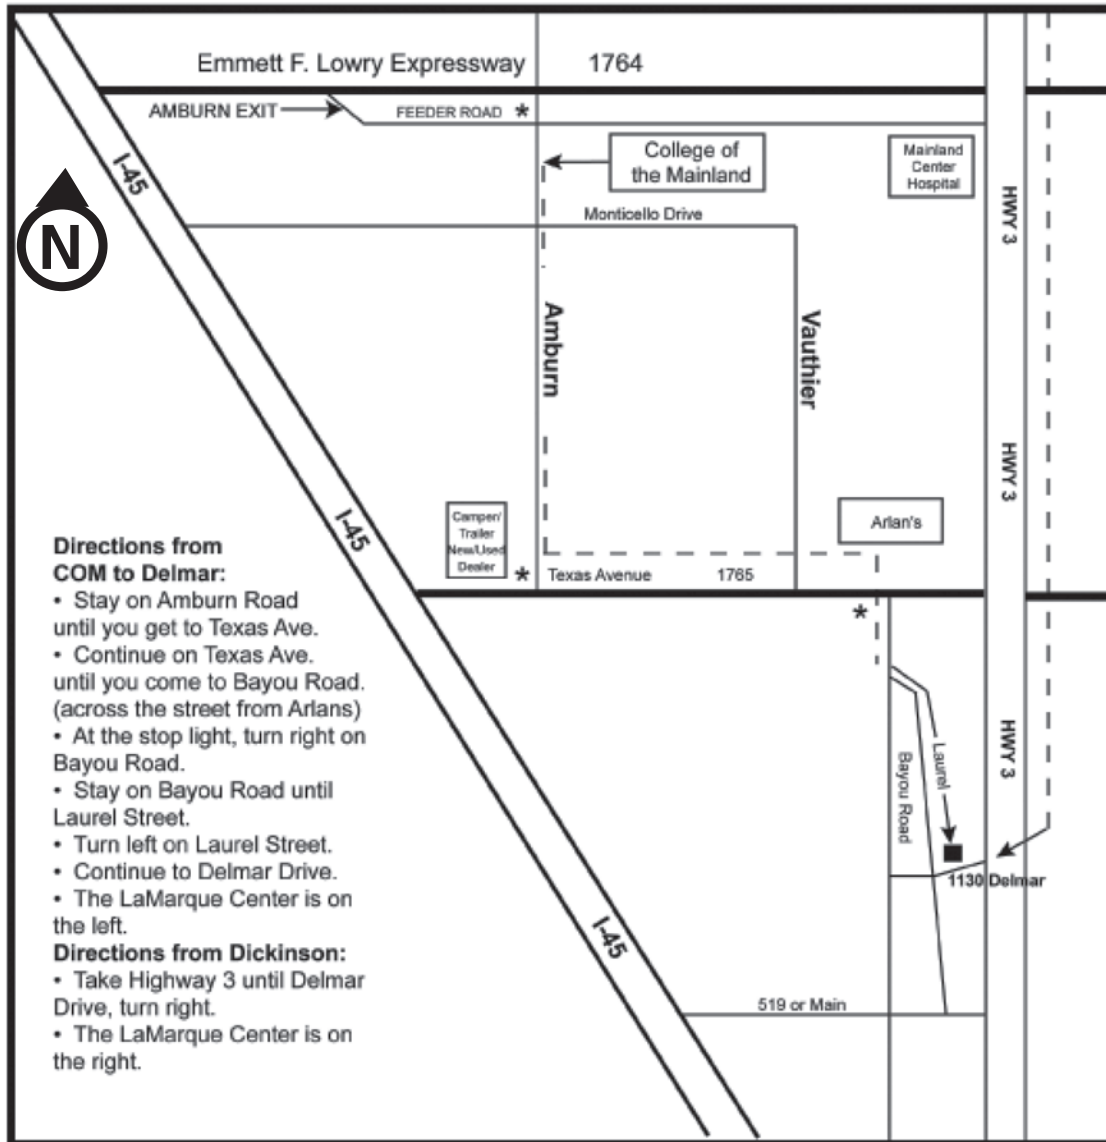 Emmett F. Lowry Expressway 1764
AMBURN EXIT
FEEDER ROAD *
College of
the Mainland
Mainland
Center
Hospital
I-45
HWY 3
N
Monticello Drive
Amburn
Vauthier
HWY 3
I-45
Camper/
Trailer
New/Used
Dealer
Arlan's
* Texas Avenue 1765
*
Directions from
COM to Delmar:
• Stay on Amburn Road
until you get to Texas Ave.
• Continue on Texas Ave.
until you come to Bayou Road.
(across the street from Arlans)
• At the stop light, turn right on
Bayou Road.
• Stay on Bayou Road until
Laurel Street.
• Turn left on Laurel Street.
• Continue to Delmar Drive.
• The LaMarque Center is on
the left.
Directions from Dickinson:
• Take Highway 3 until Delmar
Drive, turn right.
• The LaMarque Center is on
the right.
HWY 3
Bayou Road
Laurel
1130 Delmar
I-45
519 or Main